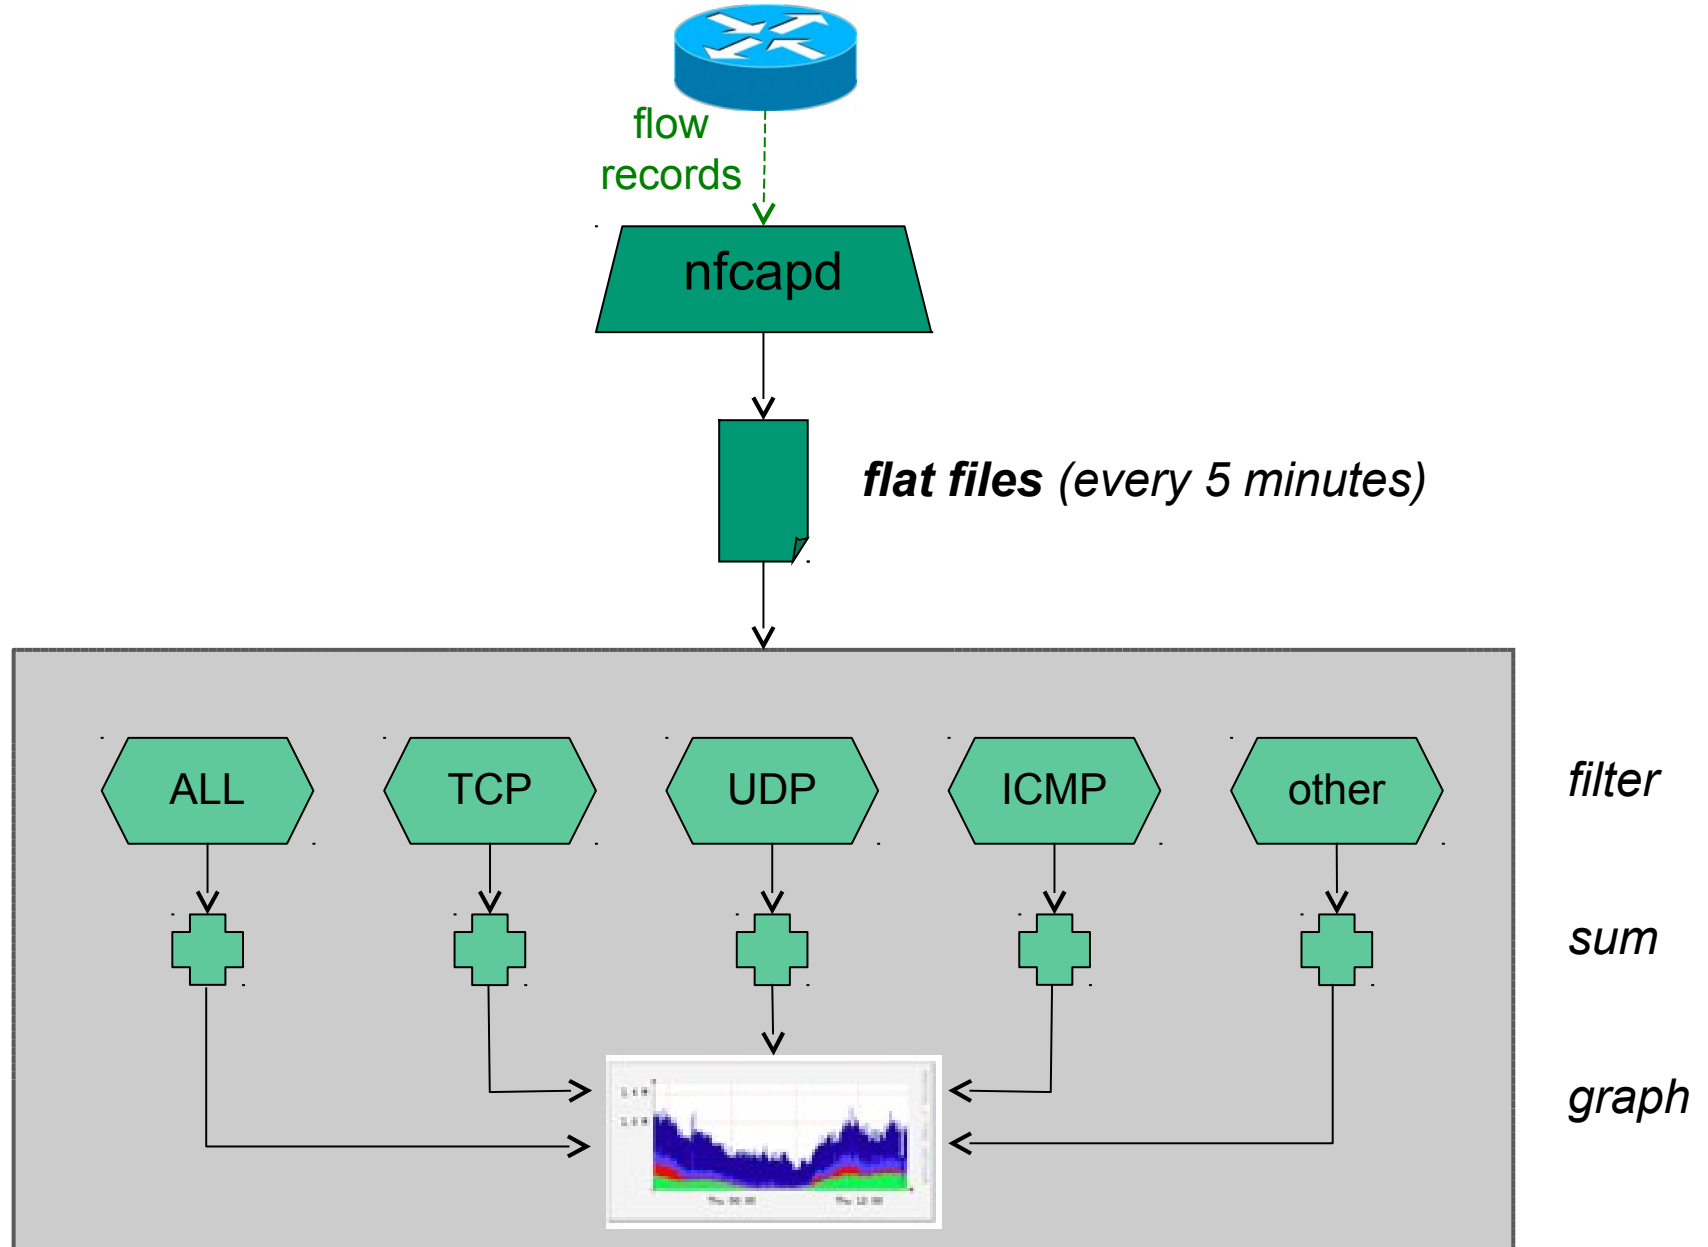 flow
records
nfcapd
flat files (every 5 minutes)
ALL TCP UDP ICMP other
filter
sum
graph